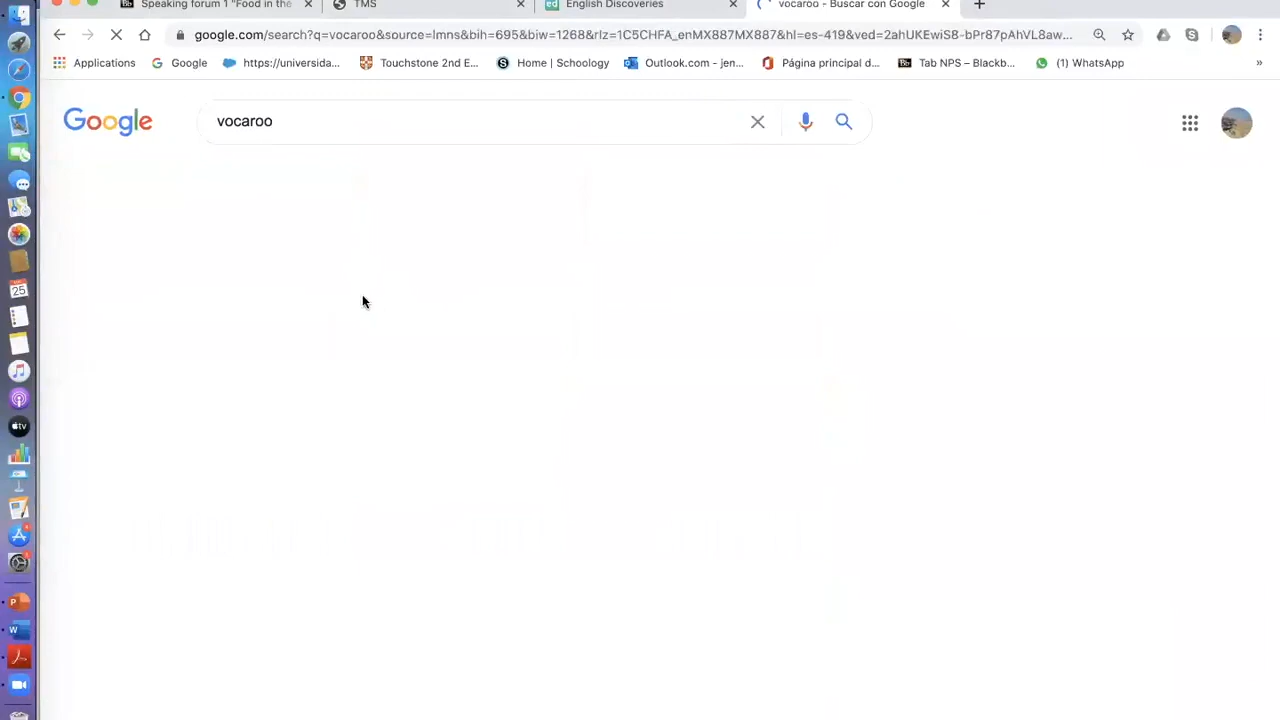 Speaking forum 1 "Food in the
TMS
English Discoveries
vocaroo - Buscar con Google
google.com/search?q=vocaroo&source=lmns&bih=695&biw=1268&rlz=1C5CHFA_enMX887MX887&hl=es-419&ved=2ahUKEwiS8-bPr87pAhVL8aw...
Applications
Google
https://universida...
Touchstone 2nd E...
Home | Schoology
Outlook.com - jen...
Página principal d...
Tab NPS – Blackb...
(1) WhatsApp
»
Google
vocaroo
25
tv